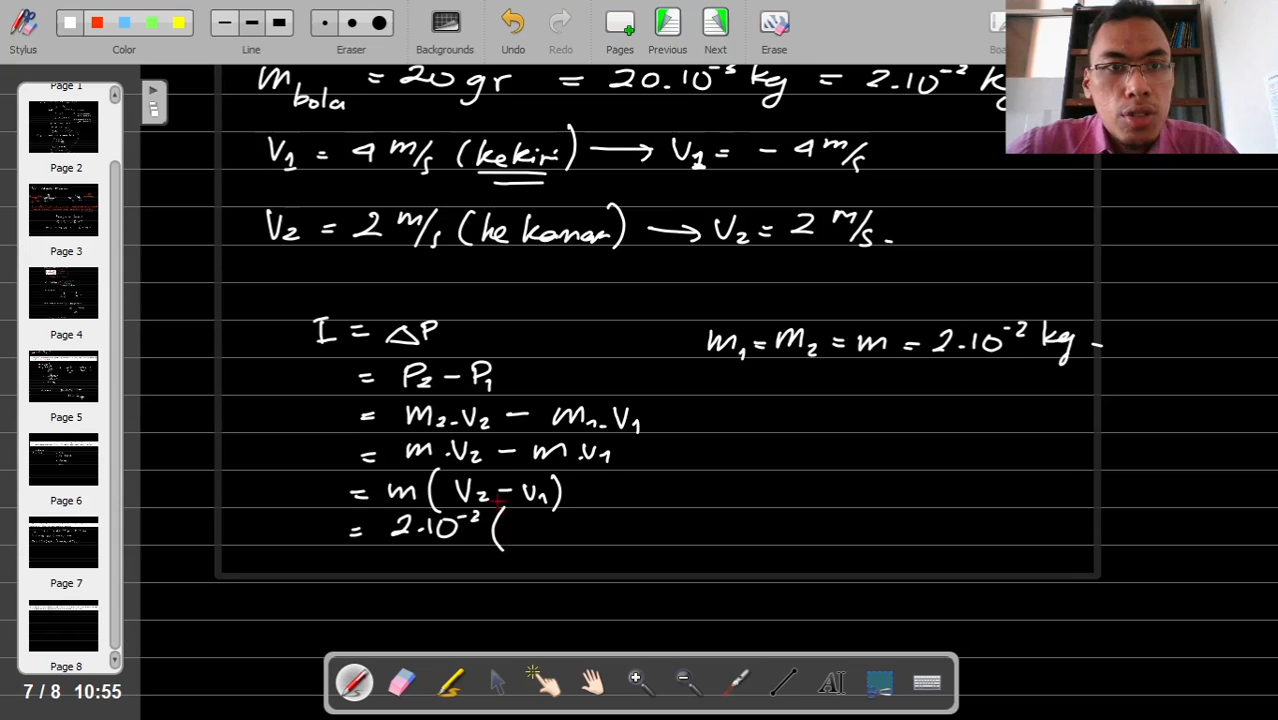 Stylus
Color
Line
Eraser
Backgrounds
Undo
Redo
Pages
Previous
Next
Erase
Page 1
Page 2
Page 3
Page 4
Page 5
Page 6
Page 7
Page 8
7 / 8 10:55
m bola = 20 gr = 20.10⁻³ kg = 2.10⁻²
V₁ = 4 m/s (kekiri) → V₁ = - 4 m/s
V₂ = 2 m/s (ke kanan) → V₂ = 2 m/s.
I = △P
= P₂ - P₁
= m₂.V₂ - m₁.V₁
= m.V₂ - m.V₁
= m(V₂ - V₁)
= 2.10⁻² (
m₁ = m₂ = m = 2.10⁻² kg -